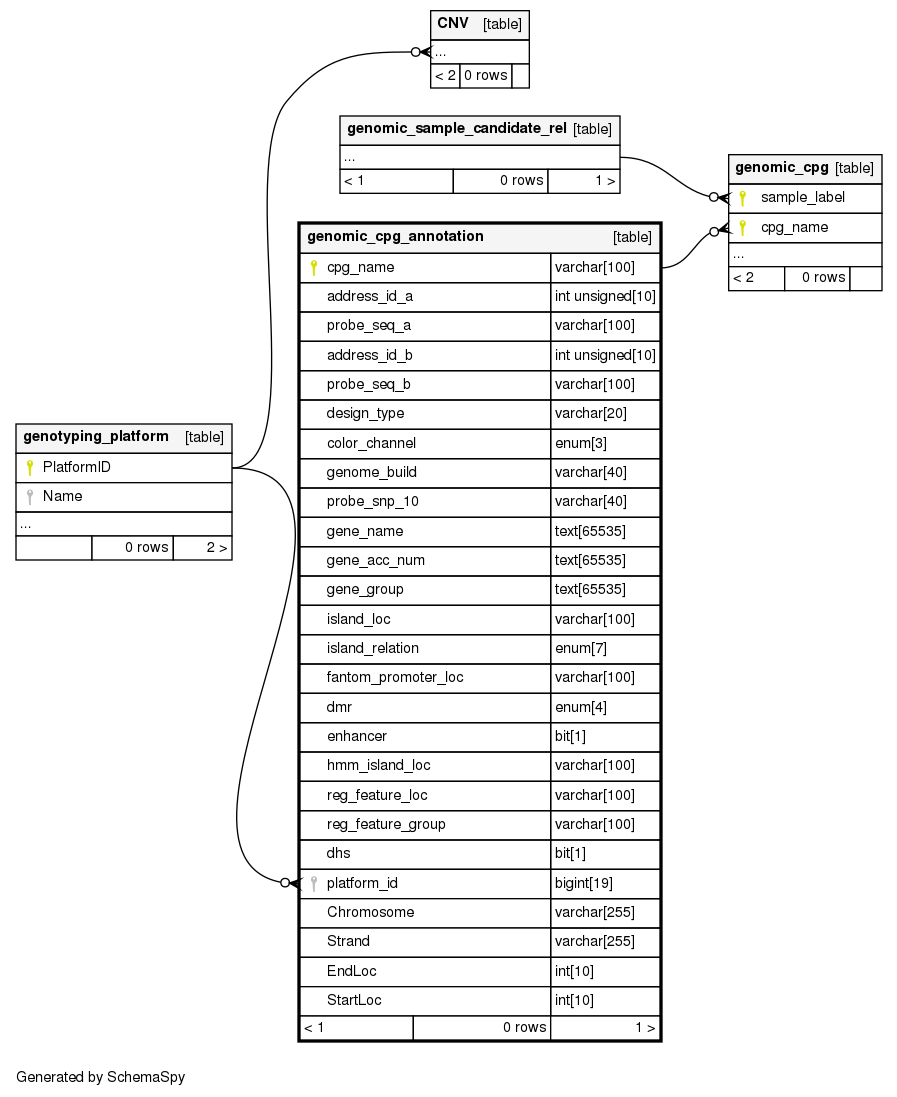 CNV [table]
...
< 2 0 rows
genomic_sample_candidate_rel [table]
...
< 1 0 rows 1 >
genomic_cpg [table]
sample_label
cpg_name
...
< 2 0 rows
genomic_cpg_annotation [table]
cpg_name varchar[100]
address_id_a int unsigned[10]
probe_seq_a varchar[100]
address_id_b int unsigned[10]
probe_seq_b varchar[100]
design_type varchar[20]
color_channel enum[3]
genome_build varchar[40]
probe_snp_10 varchar[40]
gene_name text[65535]
gene_acc_num text[65535]
gene_group text[65535]
island_loc varchar[100]
island_relation enum[7]
fantom_promoter_loc varchar[100]
dmr enum[4]
enhancer bit[1]
hmm_island_loc varchar[100]
reg_feature_loc varchar[100]
reg_feature_group varchar[100]
dhs bit[1]
platform_id bigint[19]
Chromosome varchar[255]
Strand varchar[255]
EndLoc int[10]
StartLoc int[10]
< 1 0 rows 1 >
genotyping_platform [table]
PlatformID
Name
...
0 rows 2 >
Generated by SchemaSpy